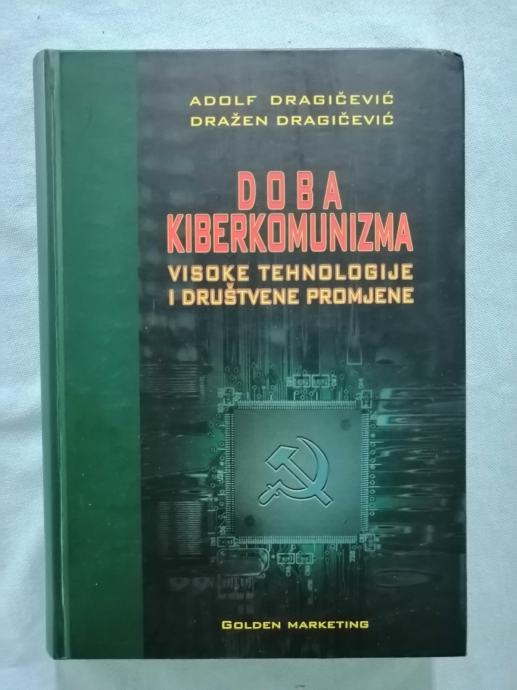 ADOLF DRAGIČEVIĆ
DRAŽEN DRAGIČEVIĆ
DOBA
KIBERKOMUNIZMA
VISOKE TEHNOLOGIJE
I DRUŠTVENE PROMJENE
GOLDEN MARKETING